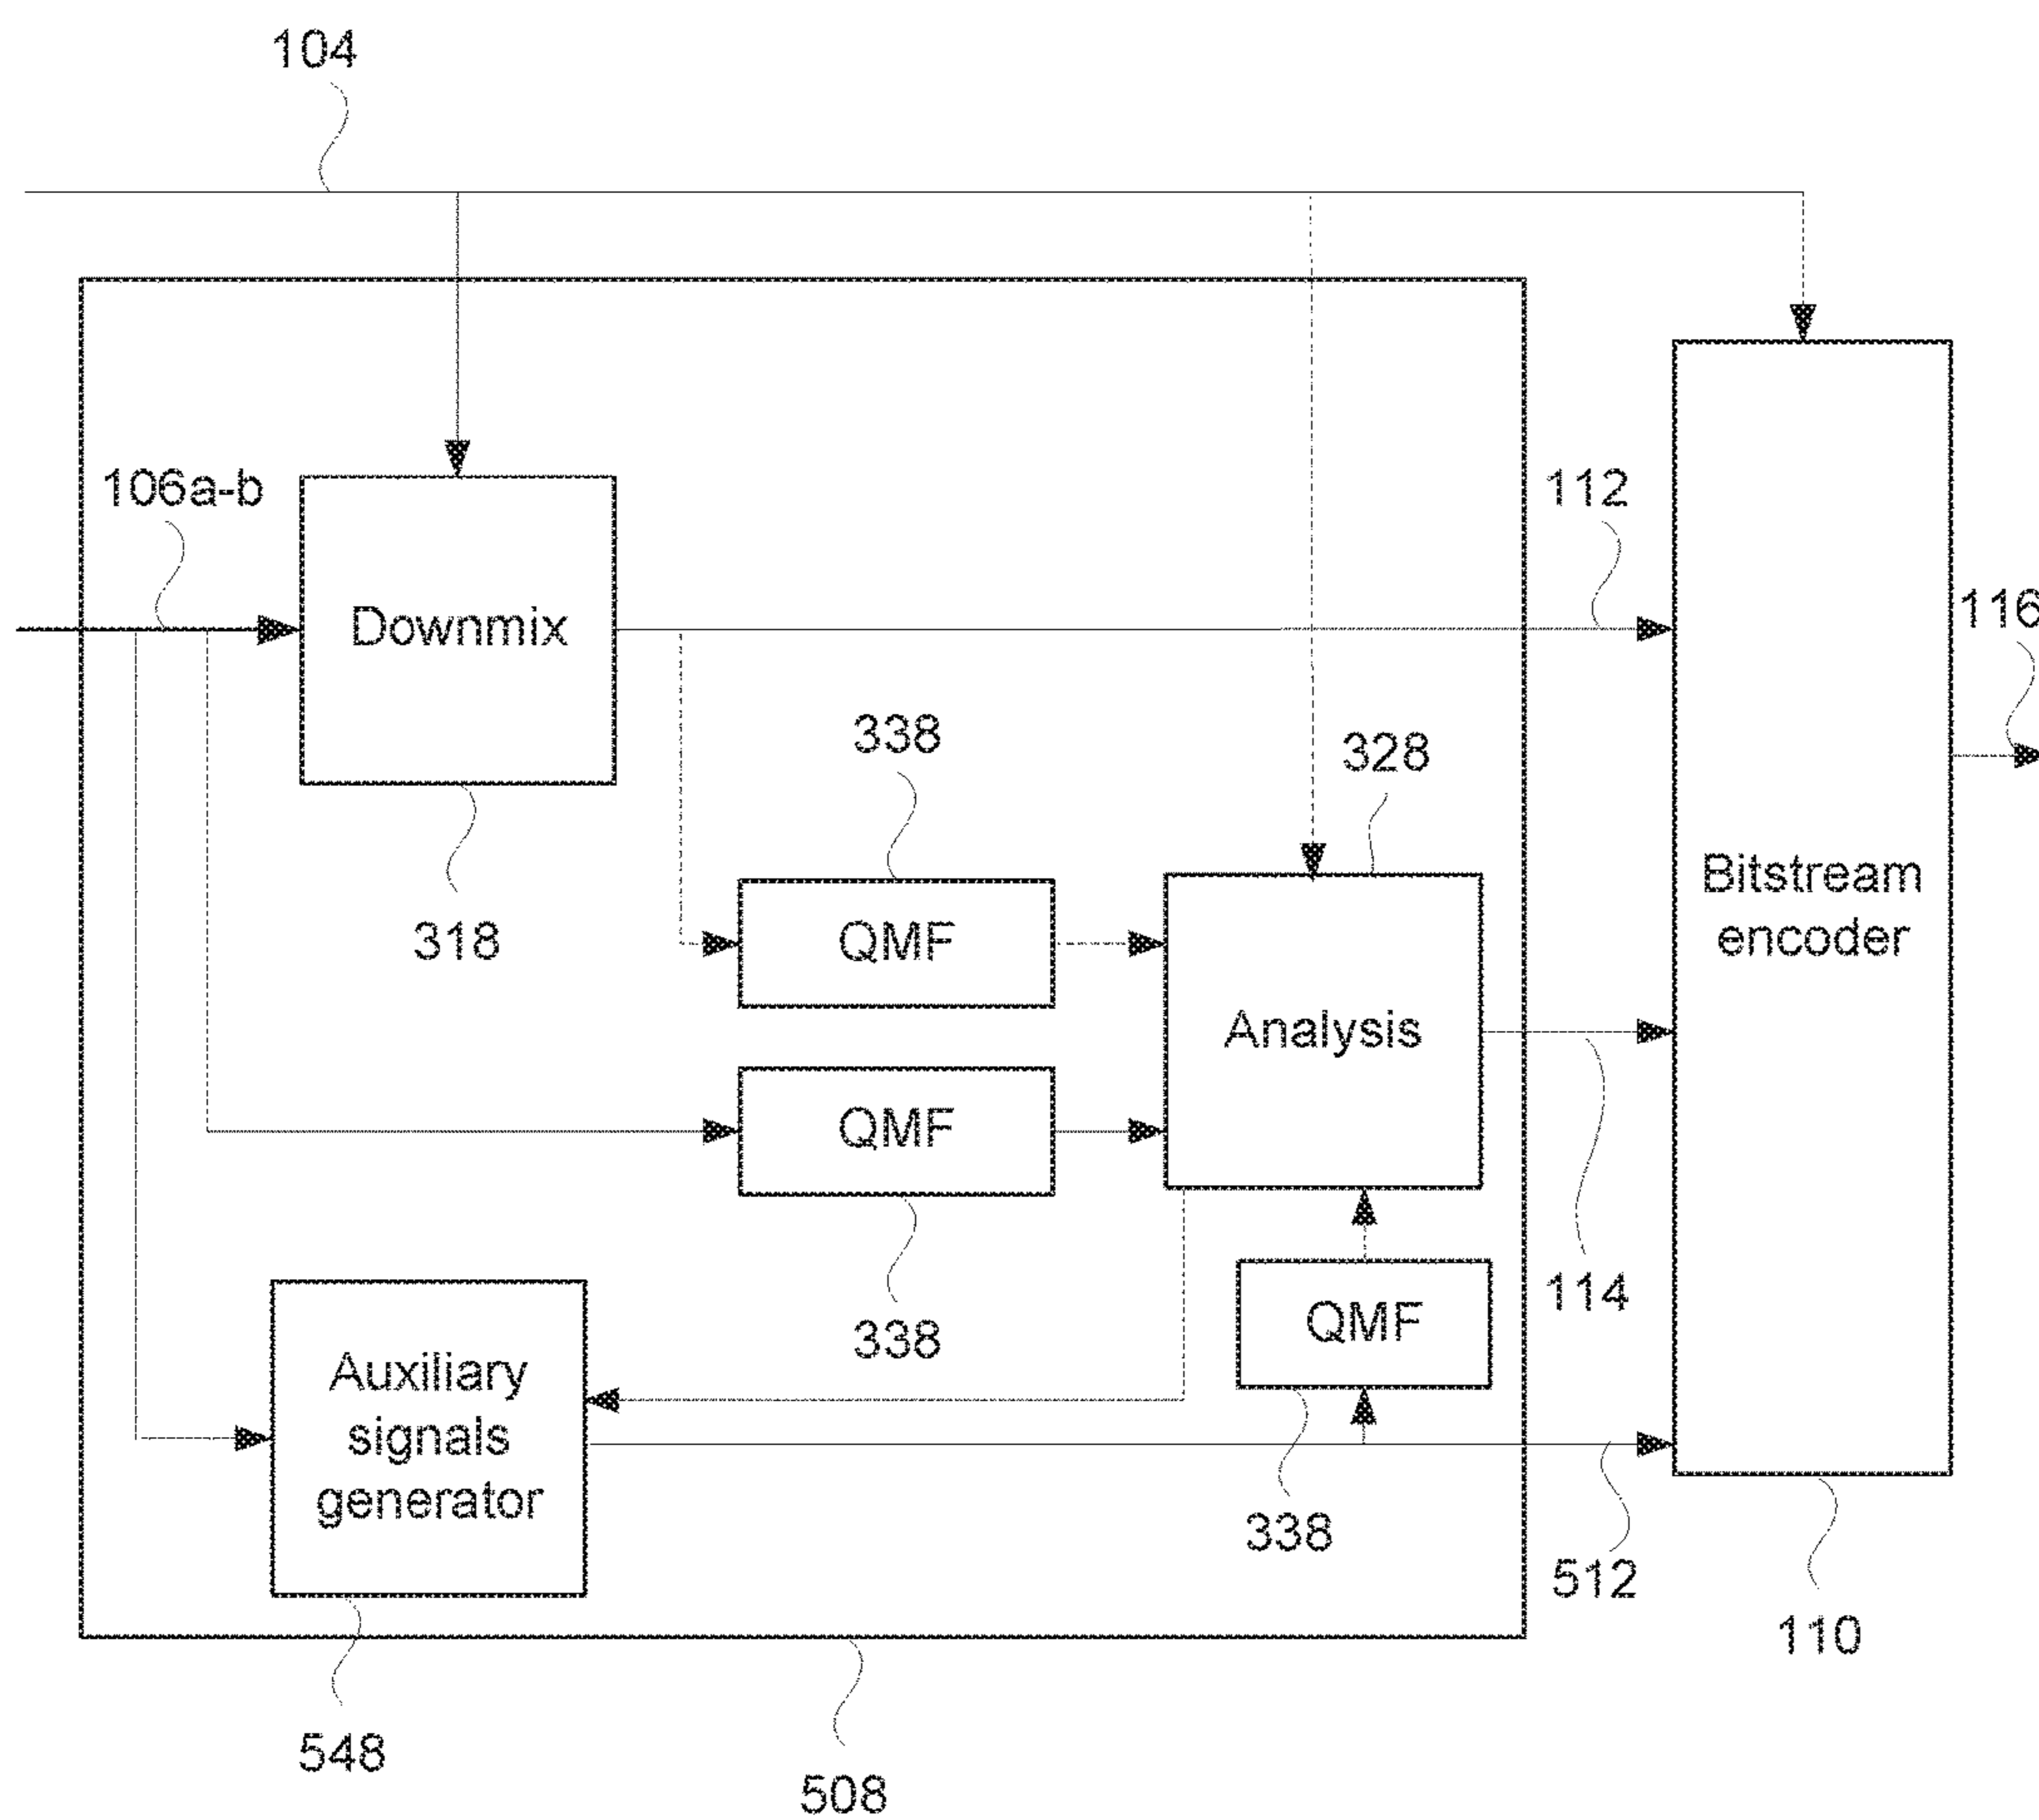 104
106a-b
112
Downmix
116
338
328
318
QMF
Bitstream
encoder
Analysis
QMF
114
338
QMF
Auxiliary
signals
generator
338
512
110
548
508